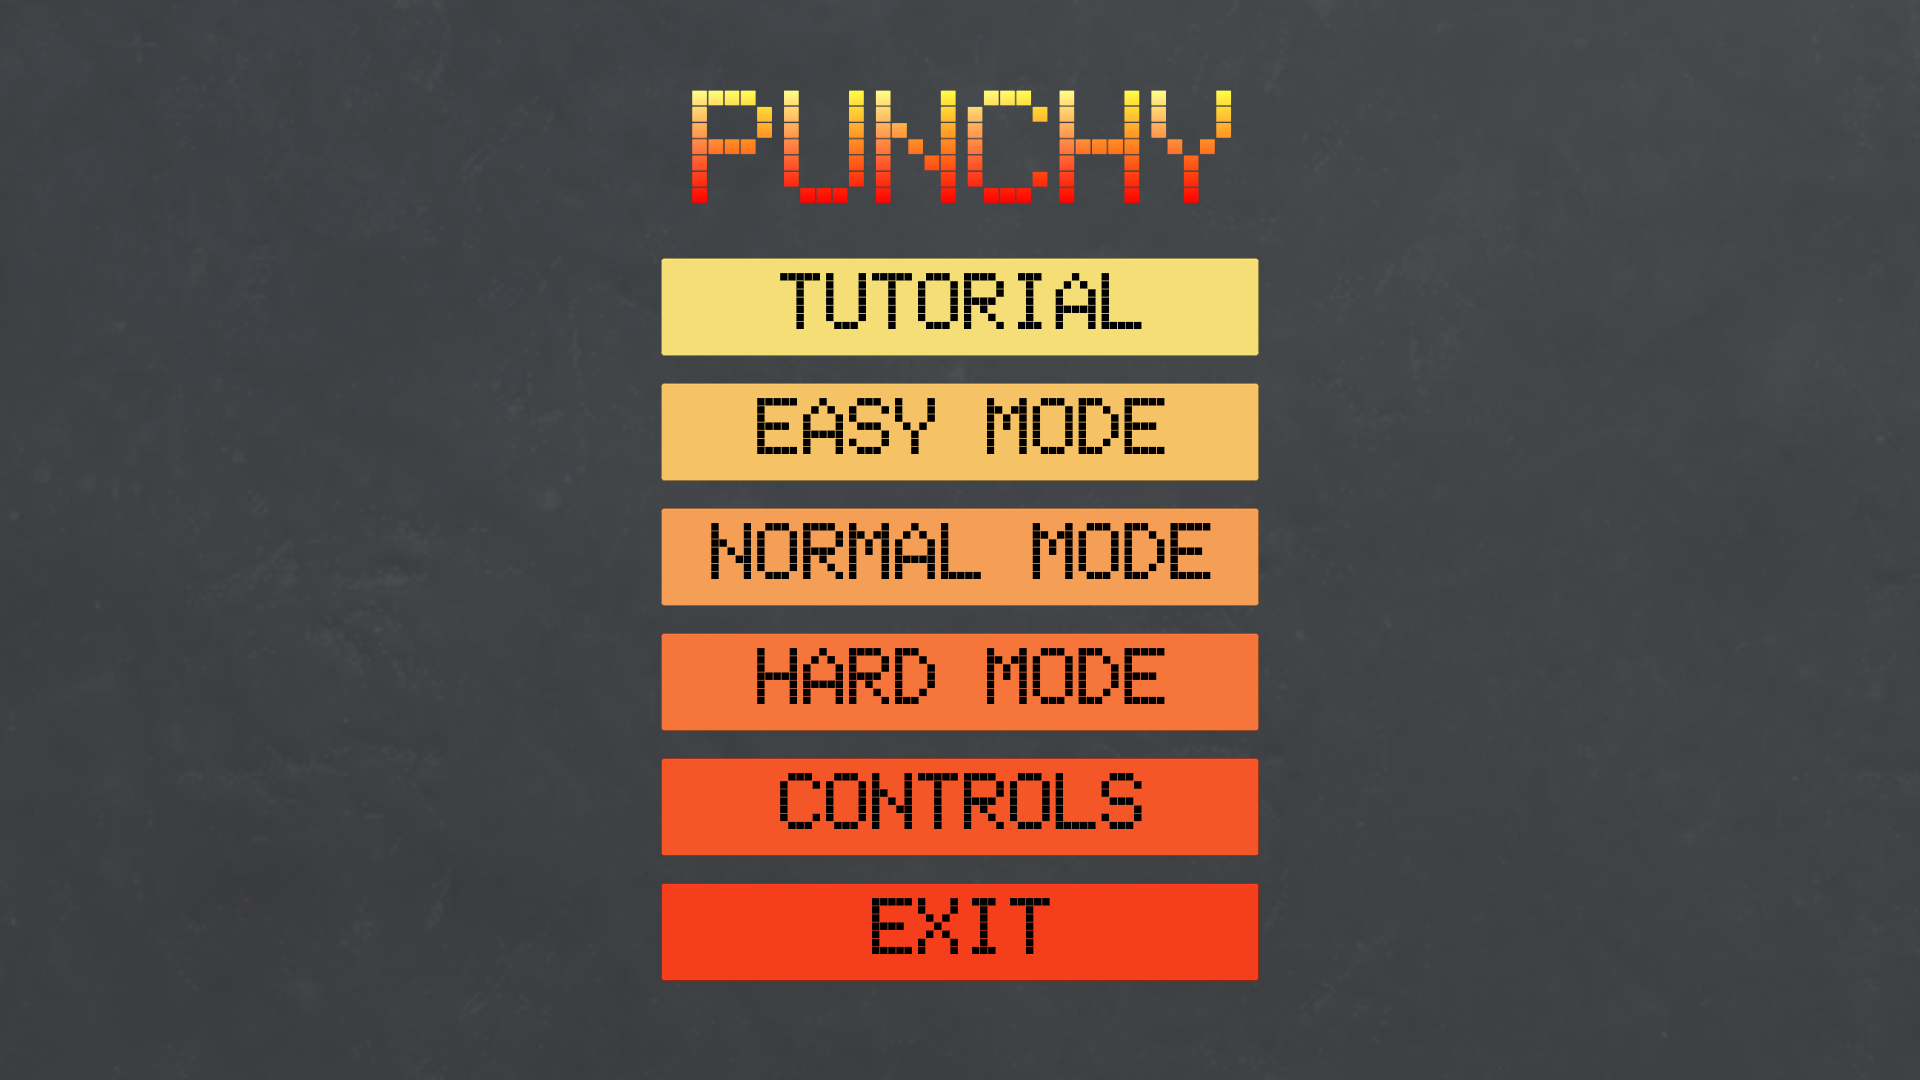 PUNCHY
TUTORIAL
EASY MODE
NORMAL MODE
HARD MODE
CONTROLS
EXIT